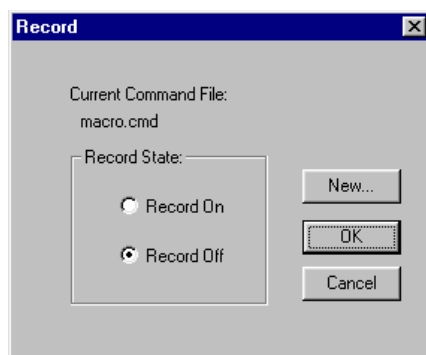 Record
Current Command File:
macro.cmd
Record State:
Record On
Record Off
New...
OK
Cancel